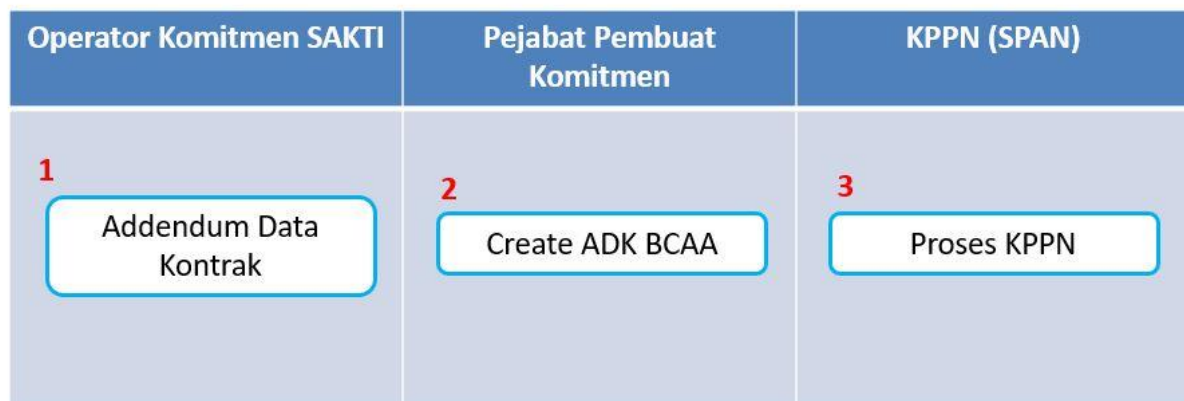 Operator Komitmen SAKTI
Pejabat Pembuat
Komitmen
KPPN (SPAN)
1
Addendum Data
Kontrak
2
Create ADK BCAA
3
Proses KPPN